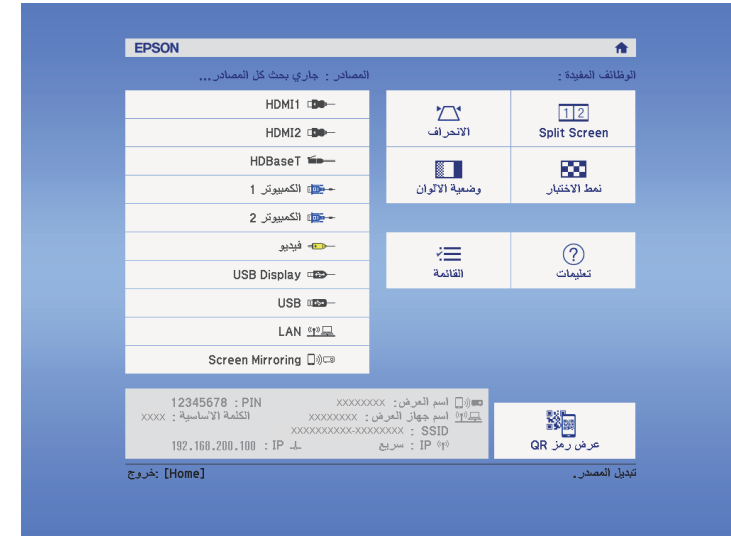 EPSON
الوظائف المفيدة :
Split Screen
الانحراف
نمط الاختبار
وضعية الالوان
تعليمات
القائمة
المصادر : جاري بحث كل المصادر...
HDMI1
HDMI2
HDBaseT
الكمبيوتر 1
الكمبيوتر 2
فيديو
USB Display
USB
LAN
Screen Mirroring
عرض رمز QR
اسم العرض: xxxxxxxx PIN : 12345678
اسم جهاز العرض: xxxxxxxx الكلمة الاساسية : xxxx
SSID : xxxxxxxxxx-xxxxxxxx
IP : سريع IP : 192.168.200.100
تبديل المصدر. [Home] :خروج